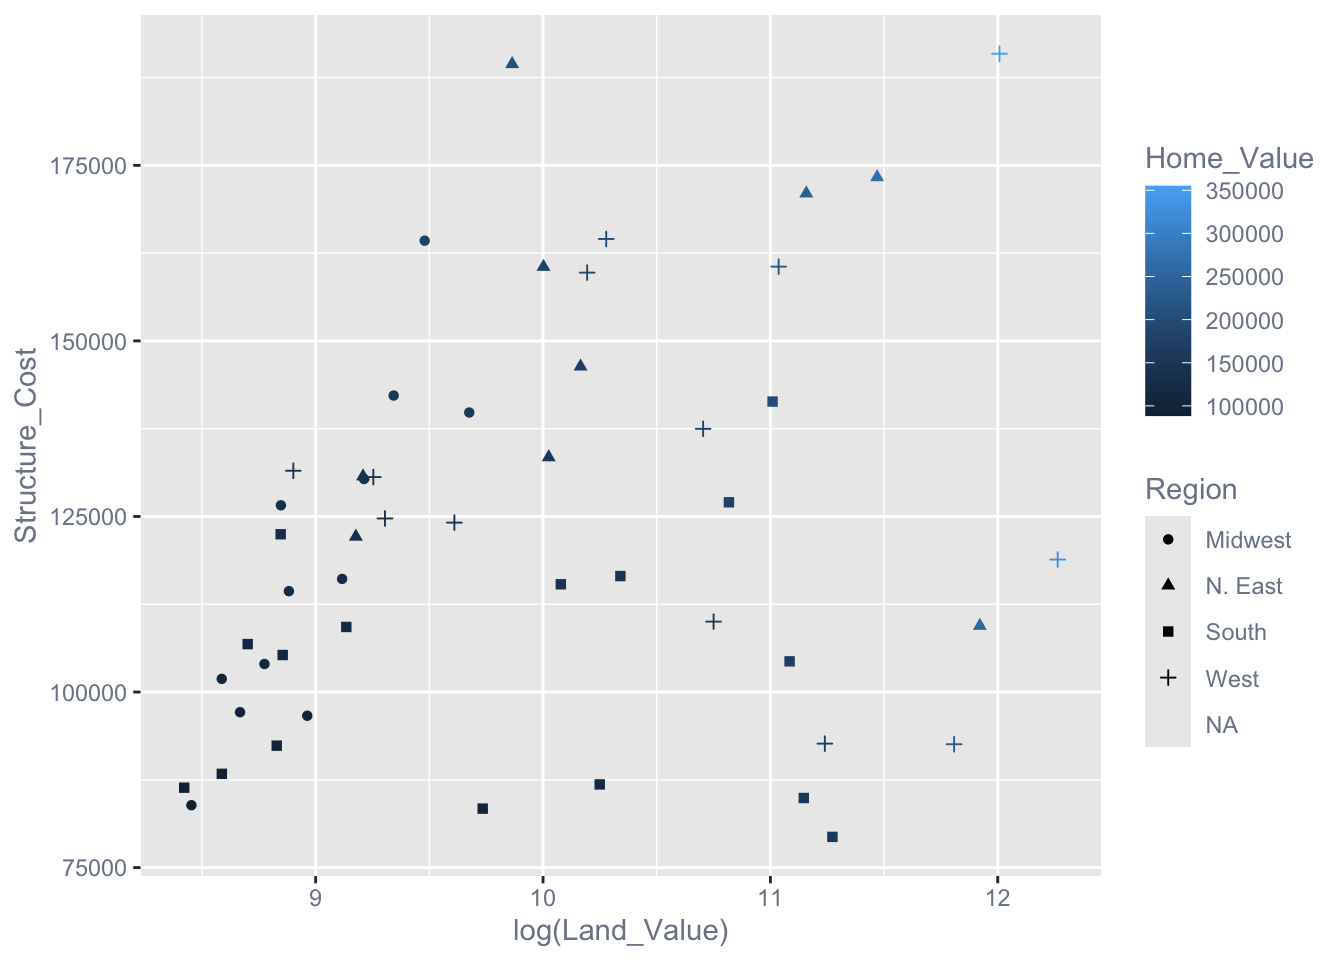 Structure_Cost
175000
150000
125000
100000
75000
9
10
11
12
log(Land_Value)
Home_Value
350000
300000
250000
200000
150000
100000
Region
Midwest
N. East
South
West
NA